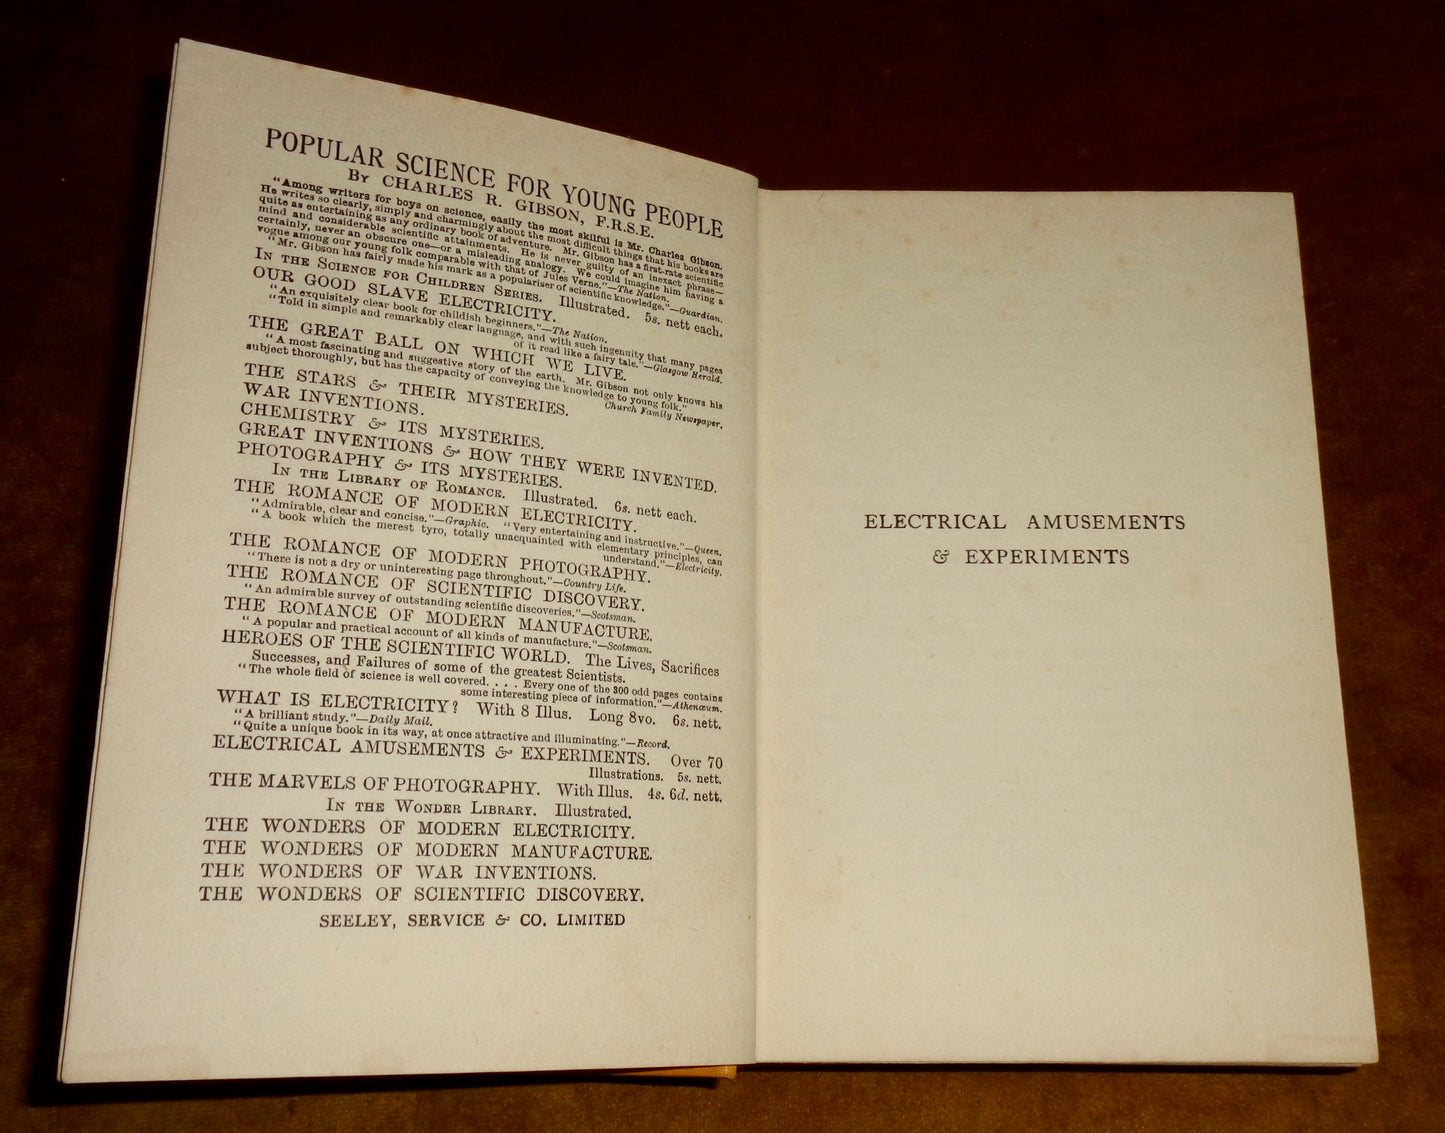 POPULAR SCIENCE FOR YOUNG PEOPLE
BY CHARLES R. GIBSON, F.R.S.E.
"Among writers for boys on science, easily the most skilful is Mr. Charles Gibson.
He writes so clearly, simply and charmingly about the most difficult things that his books are
quite as entertaining as any ordinary book of adventure. Mr. Gibson has a first-rate scientific
mind and considerable scientific attainments. He is never guilty of an inexact phrase—
certainly, never an obscure one—or a misleading analogy. We could imagine him having a
vogue among our young folk comparable with that of Jules Verne."—The Nation.
"Mr. Gibson has fairly made his mark as a populariser of scientific knowledge."—Guardian.
IN THE SCIENCE FOR CHILDREN SERIES. Illustrated. 5s. nett each.
OUR GOOD SLAVE ELECTRICITY.
"An exquisitely clear book for childish beginners."—The Nation.
"Told in simple and remarkably clear language, and with such ingenuity that many pages
of it read like a fairy tale."—Glasgow Herald.
THE GREAT BALL ON WHICH WE LIVE.
"A most fascinating and suggestive story of the earth. Mr. Gibson not only knows his
subject thoroughly, but has the capacity of conveying the knowledge to young folk."
Church Family Newspaper.
THE STARS & THEIR MYSTERIES.
WAR INVENTIONS.
CHEMISTRY & ITS MYSTERIES.
GREAT INVENTIONS & HOW THEY WERE INVENTED.
PHOTOGRAPHY & ITS MYSTERIES.
IN THE LIBRARY OF ROMANCE. Illustrated. 6s. nett each.
THE ROMANCE OF MODERN ELECTRICITY.
"Admirable, clear and concise."—Graphic. "Very entertaining and instructive."—Queen.
"A book which the merest tyro, totally unacquainted with elementary principles, can
understand."—Electricity.
THE ROMANCE OF MODERN PHOTOGRAPHY.
"There is not a dry or uninteresting page throughout."—Country Life.
THE ROMANCE OF SCIENTIFIC DISCOVERY.
"An admirable survey of outstanding scientific discoveries."—Scotsman.
THE ROMANCE OF MODERN MANUFACTURE.
"A popular and practical account of all kinds of manufacture."—Scotsman.
HEROES OF THE SCIENTIFIC WORLD. The Lives, Sacrifices
Successes, and Failures of some of the greatest Scientists.
"The whole field of science is well covered. . . . Every one of the 300 odd pages contains
some interesting piece of information."—Athenæum.
WHAT IS ELECTRICITY? With 8 Illus. Long 8vo. 6s. nett.
"A brilliant study."—Daily Mail.
"Quite a unique book in its way, at once attractive and illuminating."—Record.
ELECTRICAL AMUSEMENTS & EXPERIMENTS. Over 70
Illustrations. 5s. nett.
THE MARVELS OF PHOTOGRAPHY. With Illus. 4s. 6d. nett.
IN THE WONDER LIBRARY. Illustrated.
THE WONDERS OF MODERN ELECTRICITY.
THE WONDERS OF MODERN MANUFACTURE.
THE WONDERS OF WAR INVENTIONS.
THE WONDERS OF SCIENTIFIC DISCOVERY.
SEELEY, SERVICE & CO. LIMITED
ELECTRICAL AMUSEMENTS
& EXPERIMENTS